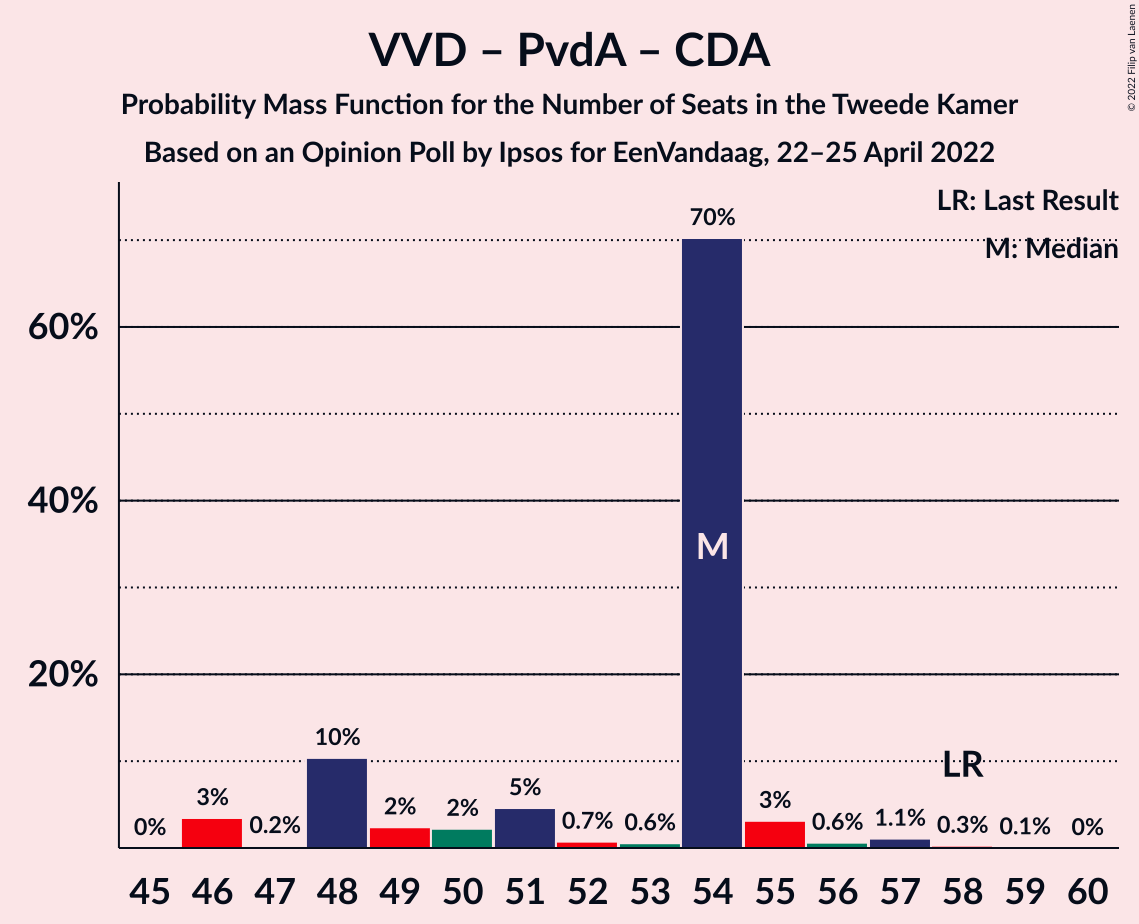 VVD – PvdA – CDA
Probability Mass Function for the Number of Seats in the Tweede Kamer
Based on an Opinion Poll by Ipsos for EenVandaag, 22–25 April 2022
© 2022 Filip van Laenen
LR: Last Result
M: Median
60%
40%
20%
0%
3%
0.2%
10%
2%
2%
5%
0.7%
0.6%
70%
3%
0.6%
1.1%
0.3%
0.1%
0%
M
LR
45 46 47 48 49 50 51 52 53 54 55 56 57 58 59 60